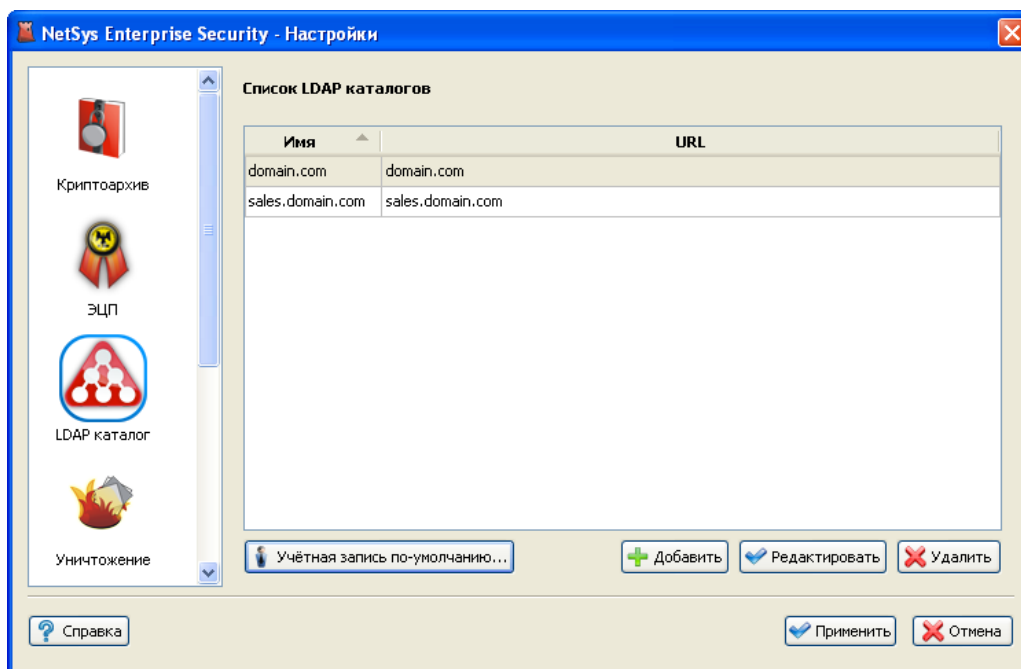 NetSys Enterprise Security - Настройки
Криптоархив
ЭЦП
LDAP каталог
Уничтожение
Список LDAP каталогов
Имя URL
domain.com domain.com
sales.domain.com sales.domain.com
Учётная запись по-умолчанию... Добавить Редактировать Удалить
Справка Применить Отмена